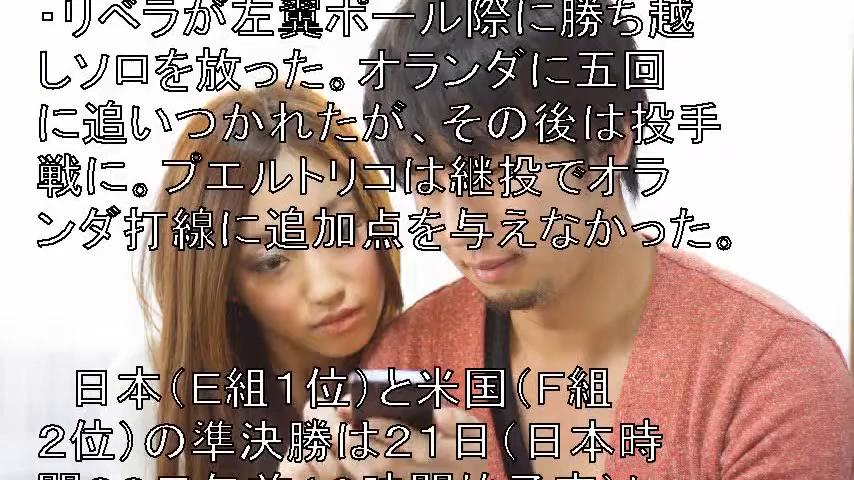 ・リベラが左翼ポール際に勝ち越
しソロを放った。オランダに五回
に追いつかれたが、その後は投手
戦に。プエルトリコは継投でオラ
ンダ打線に追加点を与えなかった。
日本（Ｅ組１位）と米国（Ｆ組
２位）の準決勝は２１日（日本時